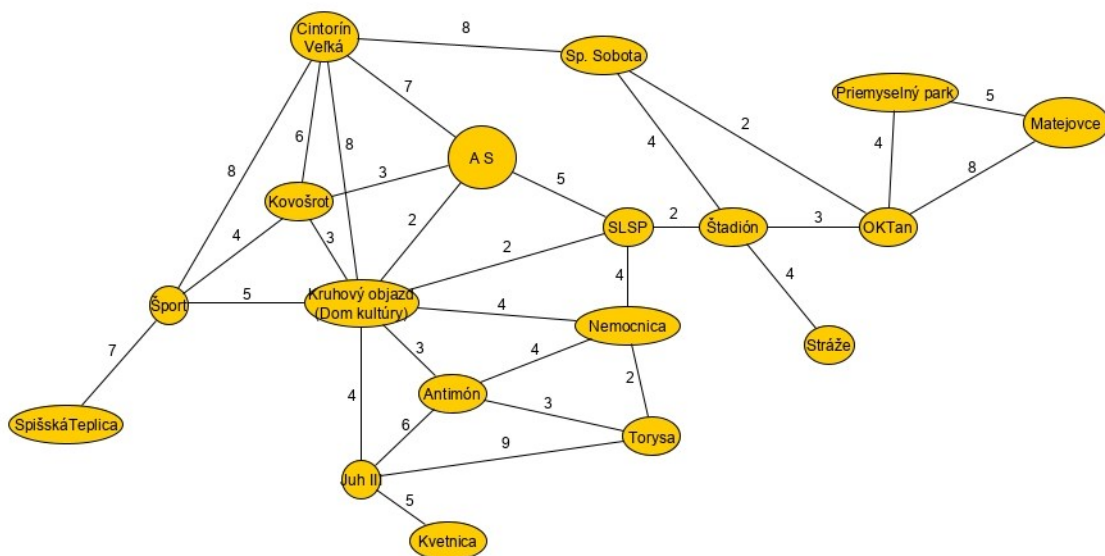 Cintorín
Veľká
8
Sp. Sobota
Priemyselný park
5
Matejovce
7
6
8
4
2
4
8
8
A S
3
5
Kovošrot
2
SLSP
2
Štadión
3
OKTan
4
3
2
4
4
Šport
5
Kruhový objazd
(Dom kultúry)
4
Nemocnica
Stráže
7
3
4
2
4
Antimón
3
SpišskáTeplica
6
9
Torysa
Juh III
5
Kvetnica